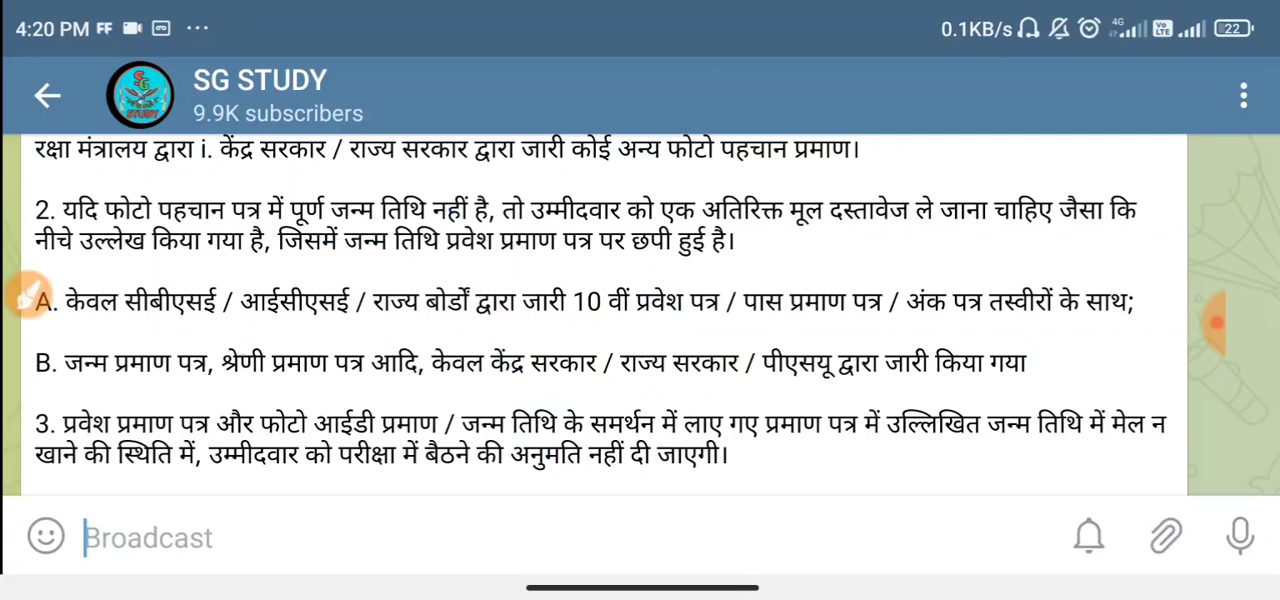 4:20 PM FF ...
0.1KB/s 4G Vo LTE 22
SG STUDY
9.9K subscribers
रक्षा मंत्रालय द्वारा i. केंद्र सरकार / राज्य सरकार द्वारा जारी कोई अन्य फोटो पहचान प्रमाण।
2. यदि फोटो पहचान पत्र में पूर्ण जन्म तिथि नहीं है, तो उम्मीदवार को एक अतिरिक्त मूल दस्तावेज ले जाना चाहिए जैसा कि
नीचे उल्लेख किया गया है, जिसमें जन्म तिथि प्रवेश प्रमाण पत्र पर छपी हुई है।
A. केवल सीबीएसई / आईसीएसई / राज्य बोर्डों द्वारा जारी 10 वीं प्रवेश पत्र / पास प्रमाण पत्र / अंक पत्र तस्वीरों के साथ;
B. जन्म प्रमाण पत्र, श्रेणी प्रमाण पत्र आदि, केवल केंद्र सरकार / राज्य सरकार / पीएसयू द्वारा जारी किया गया
3. प्रवेश प्रमाण पत्र और फोटो आईडी प्रमाण / जन्म तिथि के समर्थन में लाए गए प्रमाण पत्र में उल्लिखित जन्म तिथि में मेल न
खाने की स्थिति में, उम्मीदवार को परीक्षा में बैठने की अनुमति नहीं दी जाएगी।
Broadcast